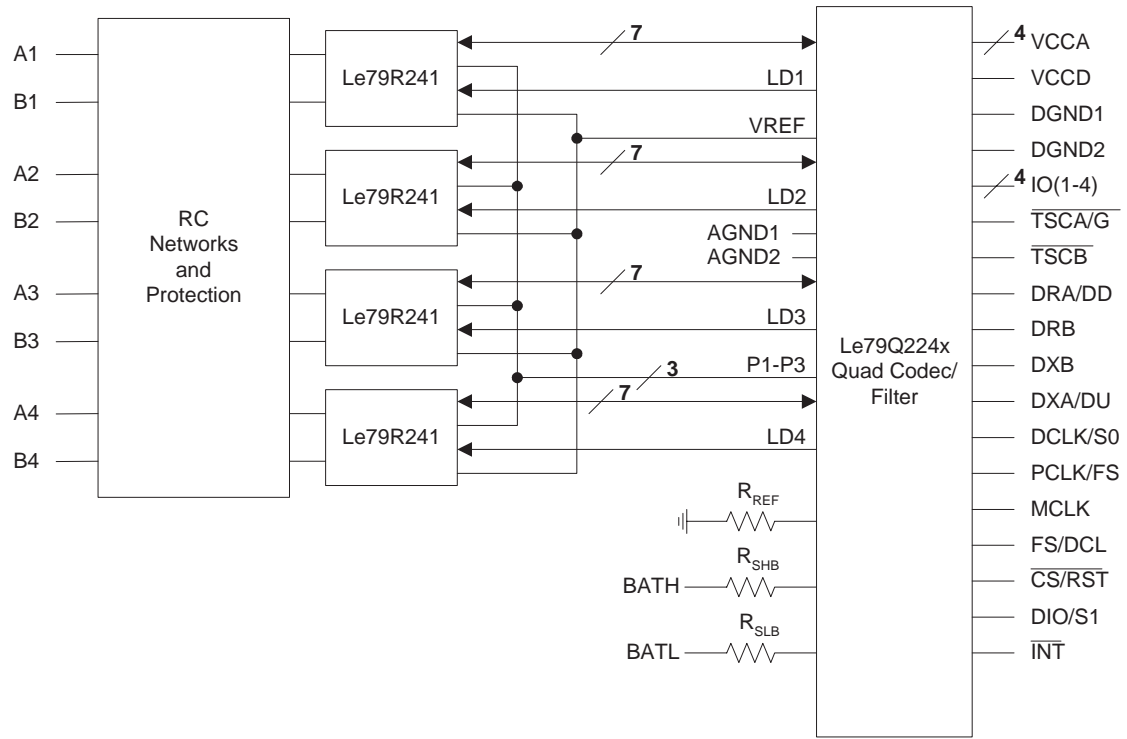 A1
B1
A2
B2
A3
B3
A4
B4
RC
Networks
and
Protection
Le79R241
Le79R241
Le79R241
Le79R241
7
LD1
VREF
7
LD2
AGND1
AGND2
7
LD3
3
P1-P3
7
LD4
RREF
BATH
RSHB
BATL
RSLB
Le79Q224x
Quad Codec/
Filter
4
VCCA
VCCD
DGND1
DGND2
4
IO(1-4)
TSCA/G
TSCB
DRA/DD
DRB
DXB
DXA/DU
DCLK/S0
PCLK/FS
MCLK
FS/DCL
CS/RST
DIO/S1
INT